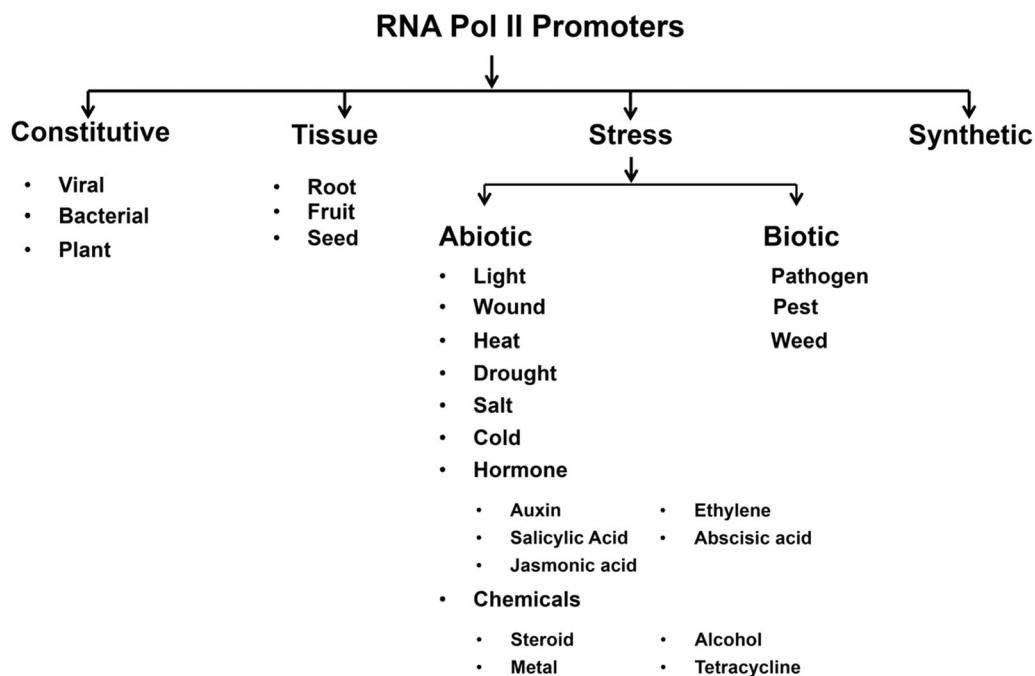 RNA Pol II Promoters
Constitutive
• Viral
• Bacterial
• Plant
Tissue
• Root
• Fruit
• Seed
Stress
Abiotic
• Light
• Wound
• Heat
• Drought
• Salt
• Cold
• Hormone
• Auxin
• Salicylic Acid
• Jasmonic acid
• Ethylene
• Abscisic acid
• Chemicals
• Steroid
• Metal
• Alcohol
• Tetracycline
Biotic
Pathogen
Pest
Weed
Synthetic